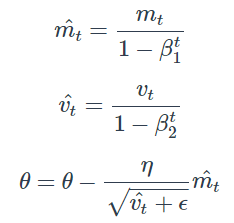 m̂_t = m_t / (1 − β_1^t)
v̂_t = v_t / (1 − β_2^t)
θ = θ − η / √(v̂_t + ϵ) m̂_t